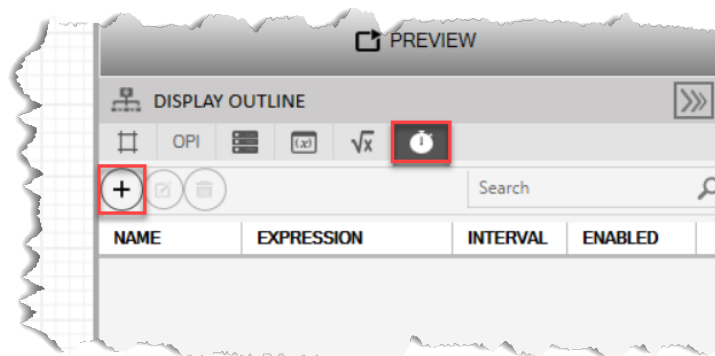 PREVIEW
DISPLAY OUTLINE
OPI (x) √x
Search
NAME EXPRESSION INTERVAL ENABLED